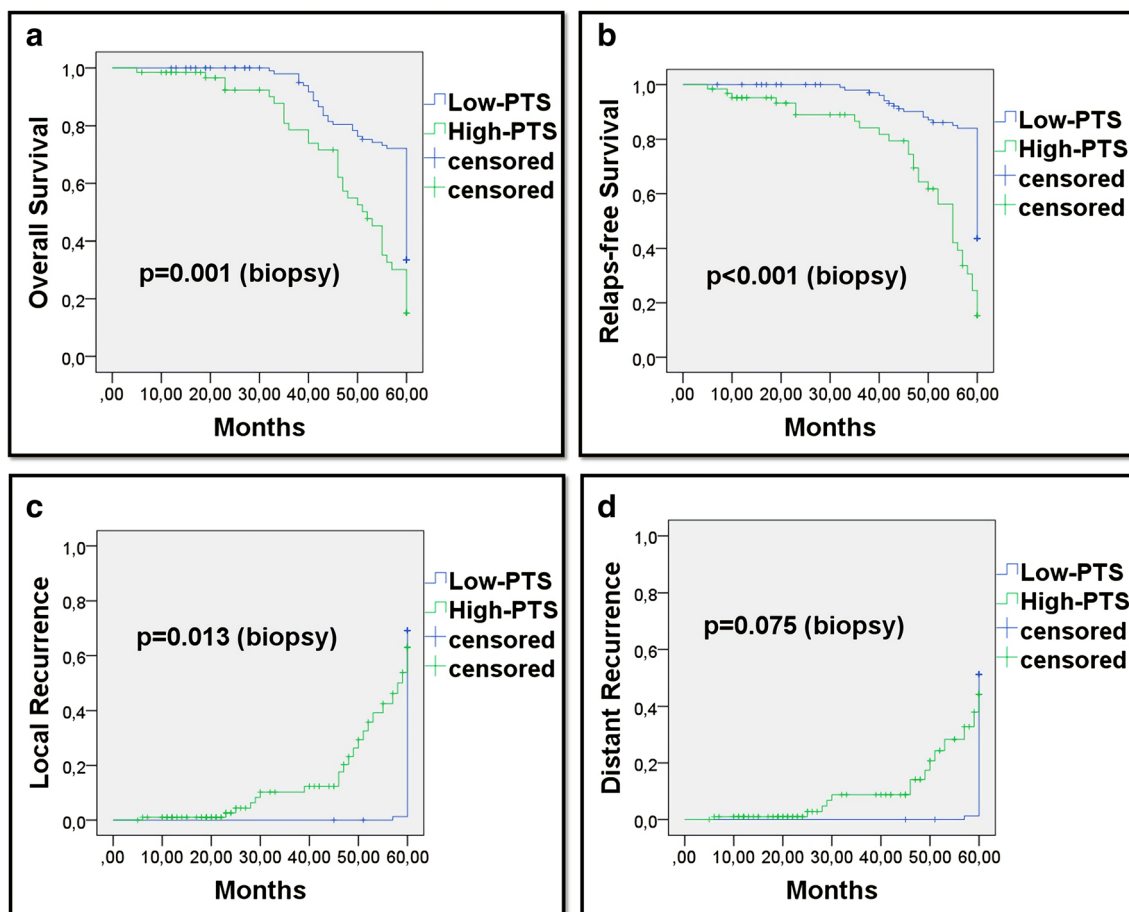 a
1,0
0,8
0,6
0,4
0,2
0,0
Overall Survival
p=0.001 (biopsy)
Low-PTS
High-PTS
censored
censored
,00 10,00 20,00 30,00 40,00 50,00 60,00
Months
b
1,0
0,8
0,6
0,4
0,2
0,0
Relaps-free Survival
p<0.001 (biopsy)
Low-PTS
High-PTS
censored
censored
,00 10,00 20,00 30,00 40,00 50,00 60,00
Months
c
1,0
0,8
0,6
0,4
0,2
0,0
Local Recurrence
p=0.013 (biopsy)
Low-PTS
High-PTS
censored
censored
,00 10,00 20,00 30,00 40,00 50,00 60,00
Months
d
1,0
0,8
0,6
0,4
0,2
0,0
Distant Recurrence
p=0.075 (biopsy)
Low-PTS
High-PTS
censored
censored
,00 10,00 20,00 30,00 40,00 50,00 60,00
Months